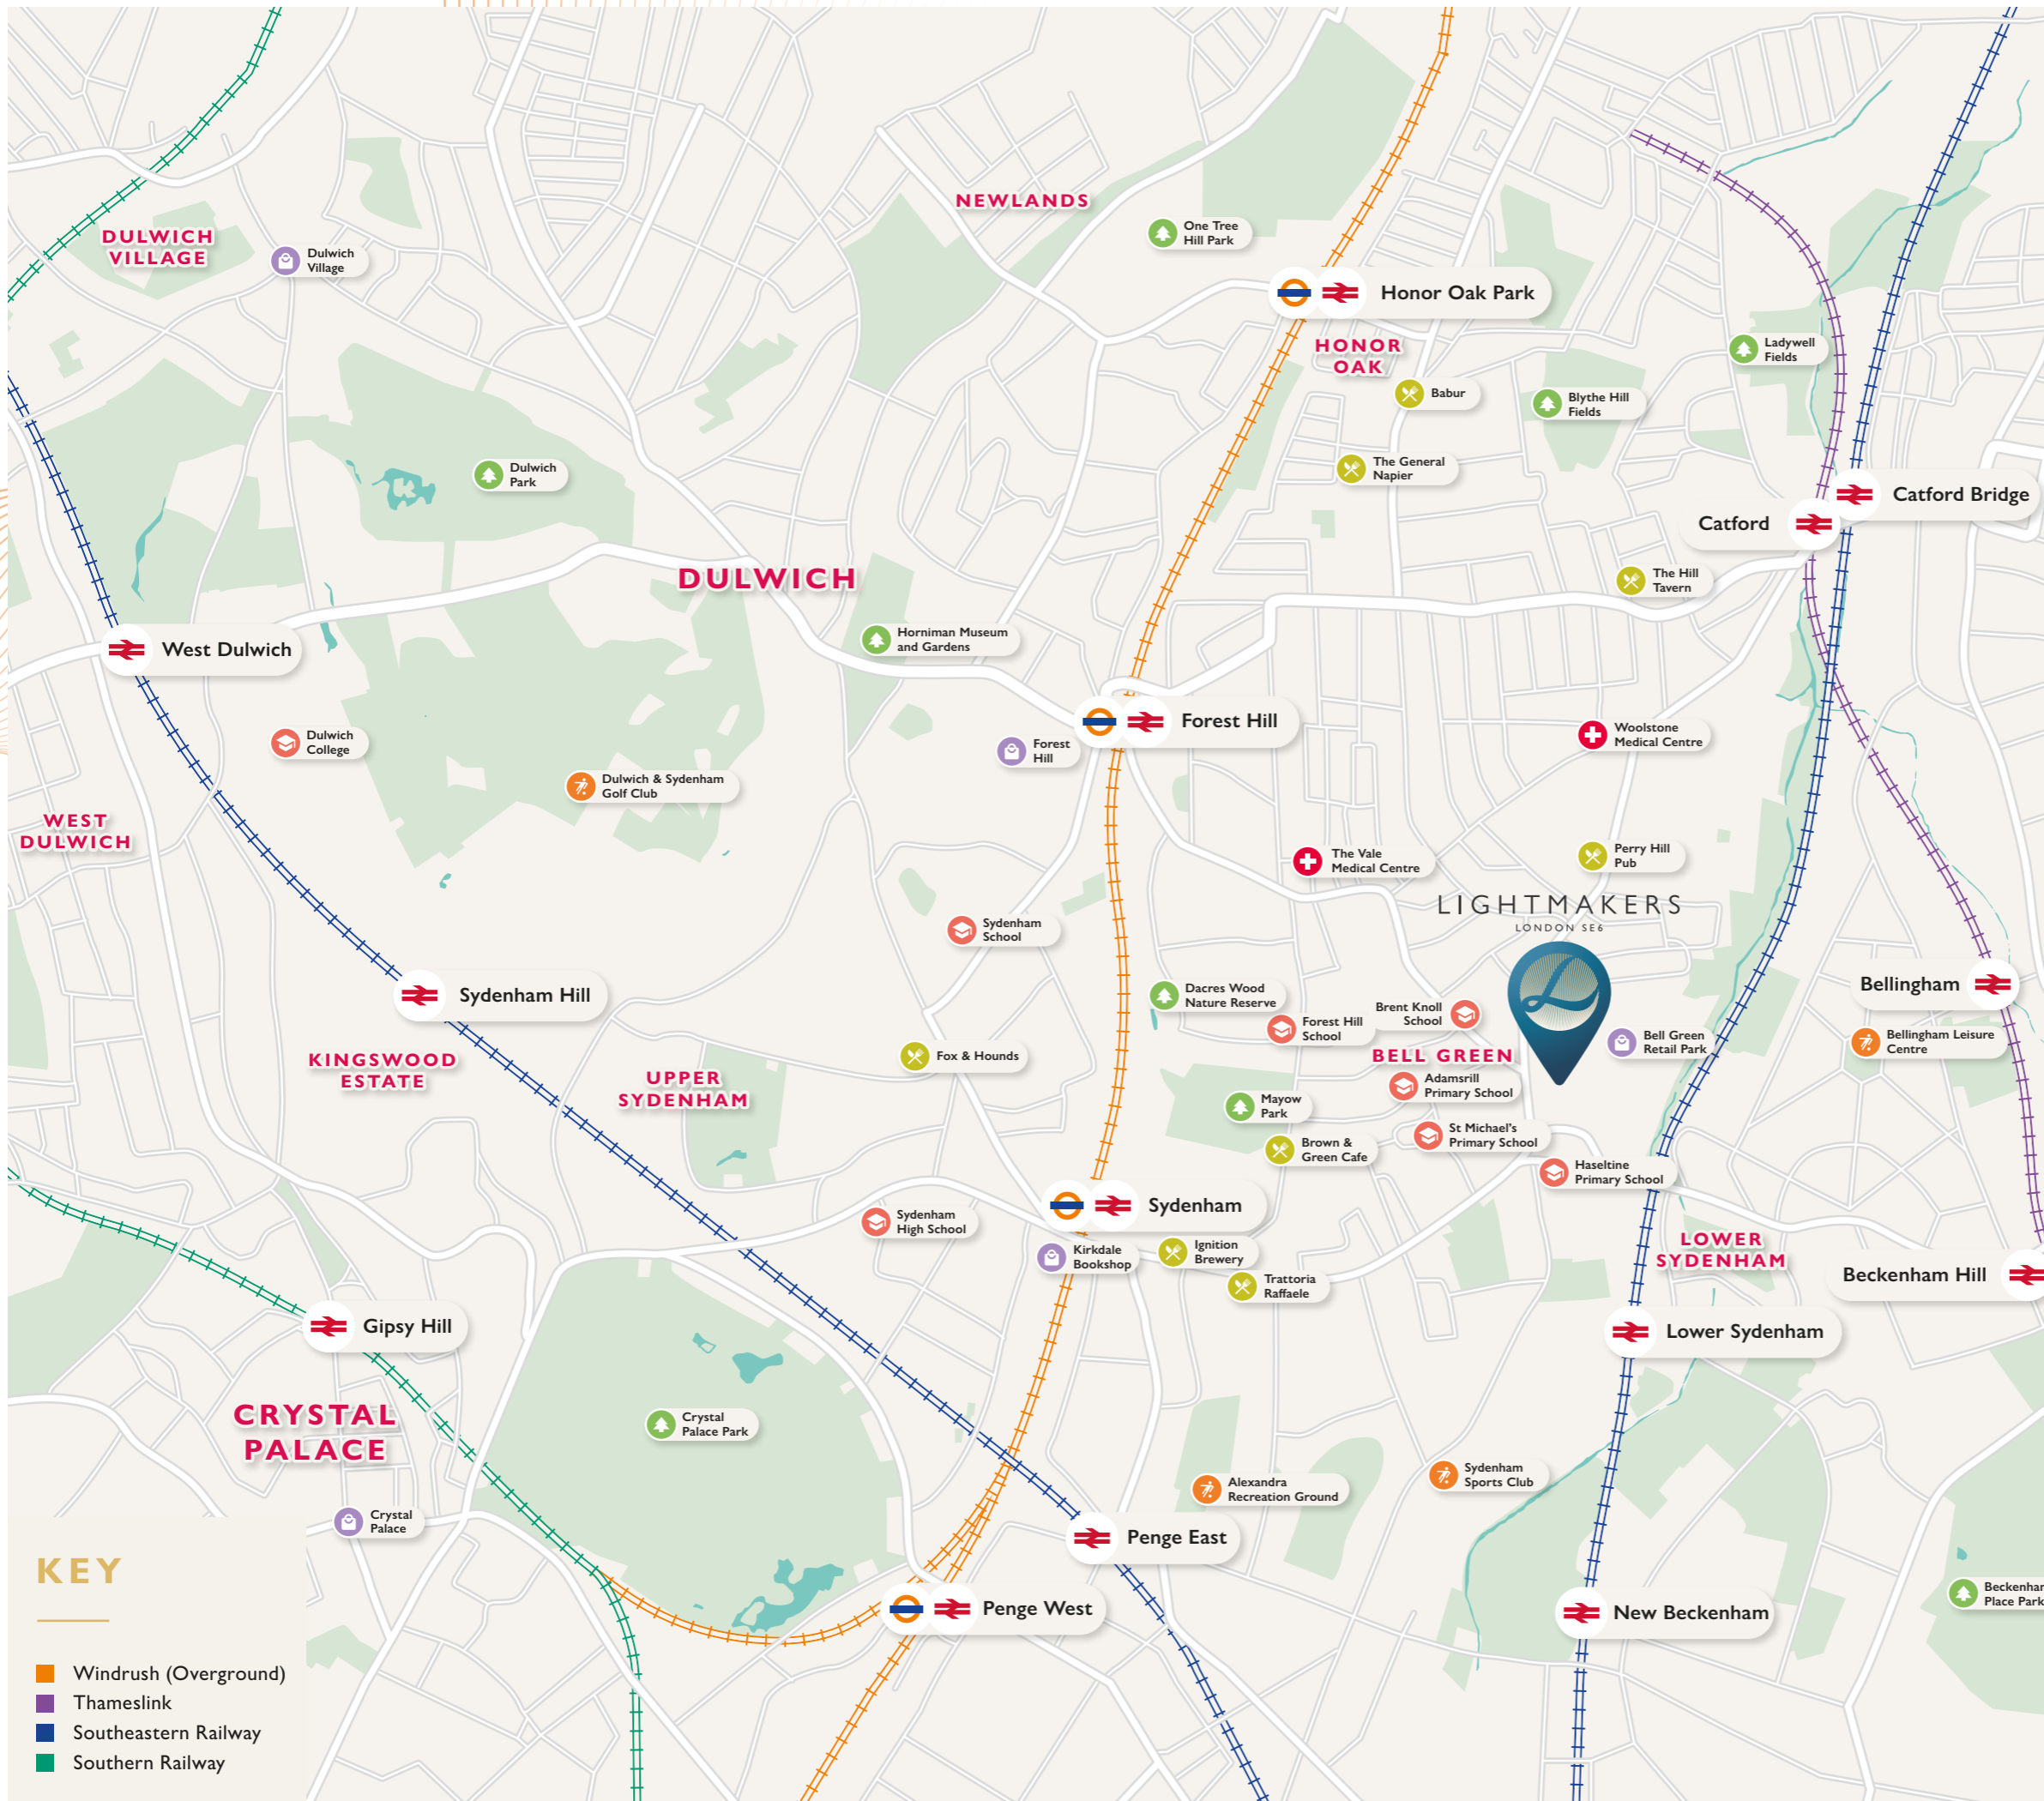 NEWLANDS
One Tree
Hill Park
DULWICH
VILLAGE
Dulwich
Village
Honor Oak Park
HONOR
OAK
Ladywell
Fields
Babur
Blythe Hill
Fields
The General
Napier
Dulwich
Park
Catford Bridge
Catford
DULWICH
The Hill
Tavern
Horniman Museum
and Gardens
West Dulwich
Forest Hill
Dulwich
College
Forest
Hill
Woolstone
Medical Centre
Dulwich & Sydenham
Golf Club
WEST
DULWICH
The Vale
Medical Centre
Perry Hill
Pub
LIGHTMAKERS
LONDON SE6
L
Sydenham
School
Sydenham Hill
Dacres Wood
Nature Reserve
Brent Knoll
School
Bellingham
Forest Hill
School
Bell Green
Retail Park
Bellingham Leisure
Centre
Fox & Hounds
BELL GREEN
KINGSWOOD
ESTATE
UPPER
SYDENHAM
Adamsrill
Primary School
Mayow
Park
St Michael's
Primary School
Brown &
Green Cafe
Haseltine
Primary School
Sydenham
Sydenham
High School
Kirkdale
Bookshop
Ignition
Brewery
LOWER
SYDENHAM
Trattoria
Raffaele
Beckenham Hill
Gipsy Hill
Lower Sydenham
CRYSTAL
PALACE
Crystal
Palace Park
Sydenham
Sports Club
Alexandra
Recreation Ground
Crystal
Palace
Penge East
Penge West
New Beckenham
Beckenham
Place Park
KEY
Windrush (Overground)
Thameslink
Southeastern Railway
Southern Railway